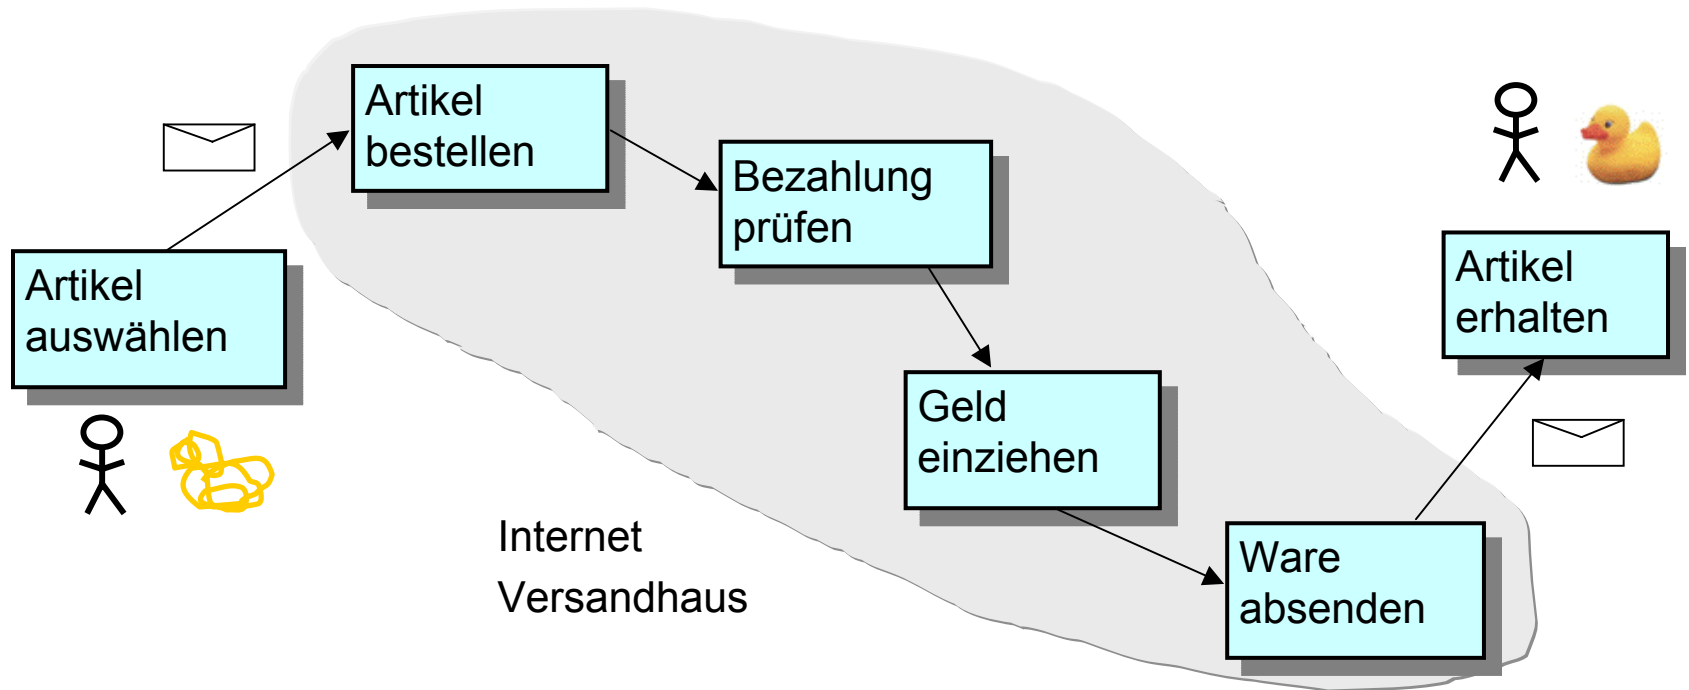 Artikel
auswählen
Artikel
bestellen
Bezahlung
prüfen
Geld
einziehen
Ware
absenden
Artikel
erhalten
Internet
Versandhaus